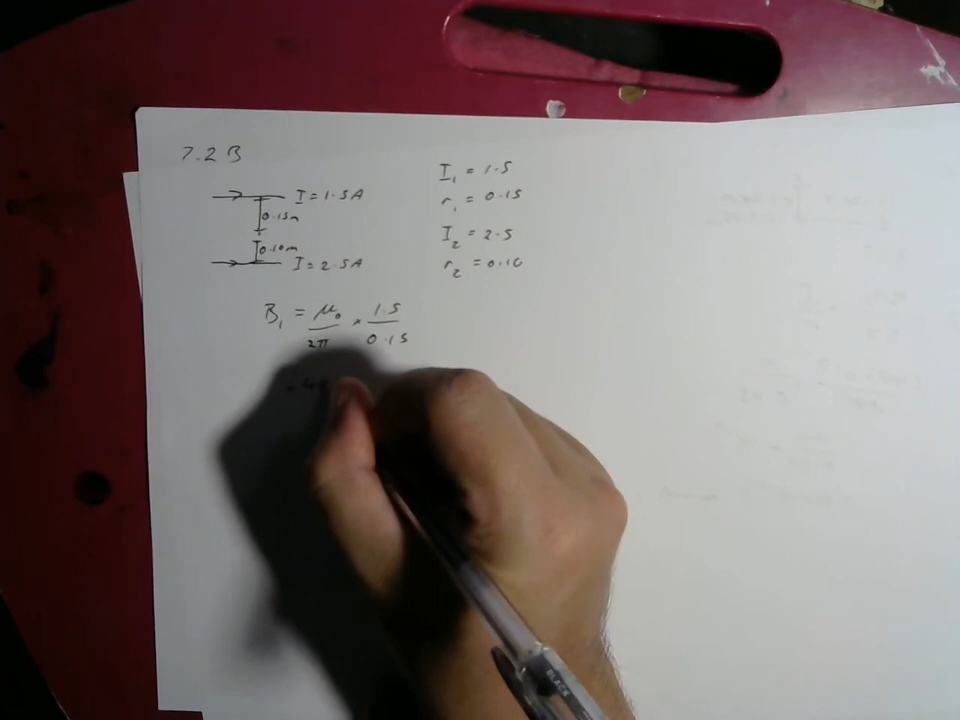 7.2 B
I = 1.5A
0.15m
0.10m
I = 2.5A
I₁ = 1.5
r₁ = 0.15
I₂ = 2.5
r₂ = 0.10
B₁ = μ₀/2π × 1.5/0.15
BLACK